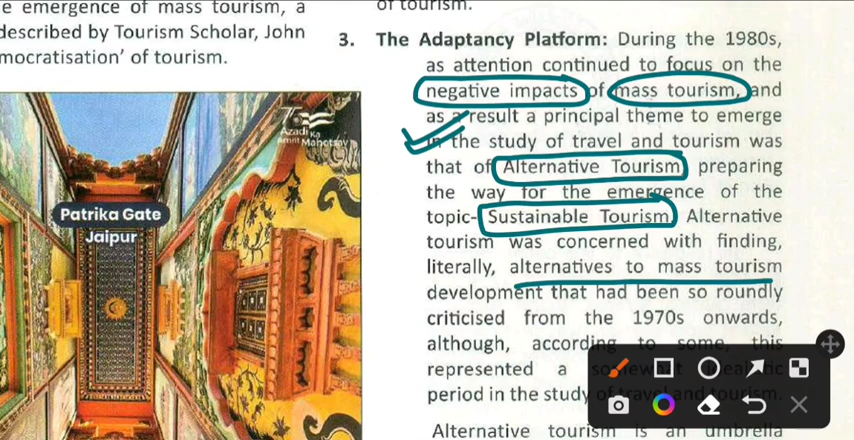 e emergence of mass tourism, a
described by Tourism Scholar, John
mocratisation' of tourism.
Azadi Ka
Amrit Mahotsav
Patrika Gate
Jaipur
of tourism.
3. The Adaptancy Platform: During the 1980s,
as attention continued to focus on the
negative impacts of mass tourism, and
as a result a principal theme to emerge
in the study of travel and tourism was
that of Alternative Tourism preparing
the way for the emergence of the
topic- Sustainable Tourism Alternative
tourism was concerned with finding,
literally, alternatives to mass tourism
development that had been so roundly
criticised from the 1970s onwards,
although, according to some, this
represented a somewhat
period in the study of travel and tourism.
Alternative tourism is an umbrella